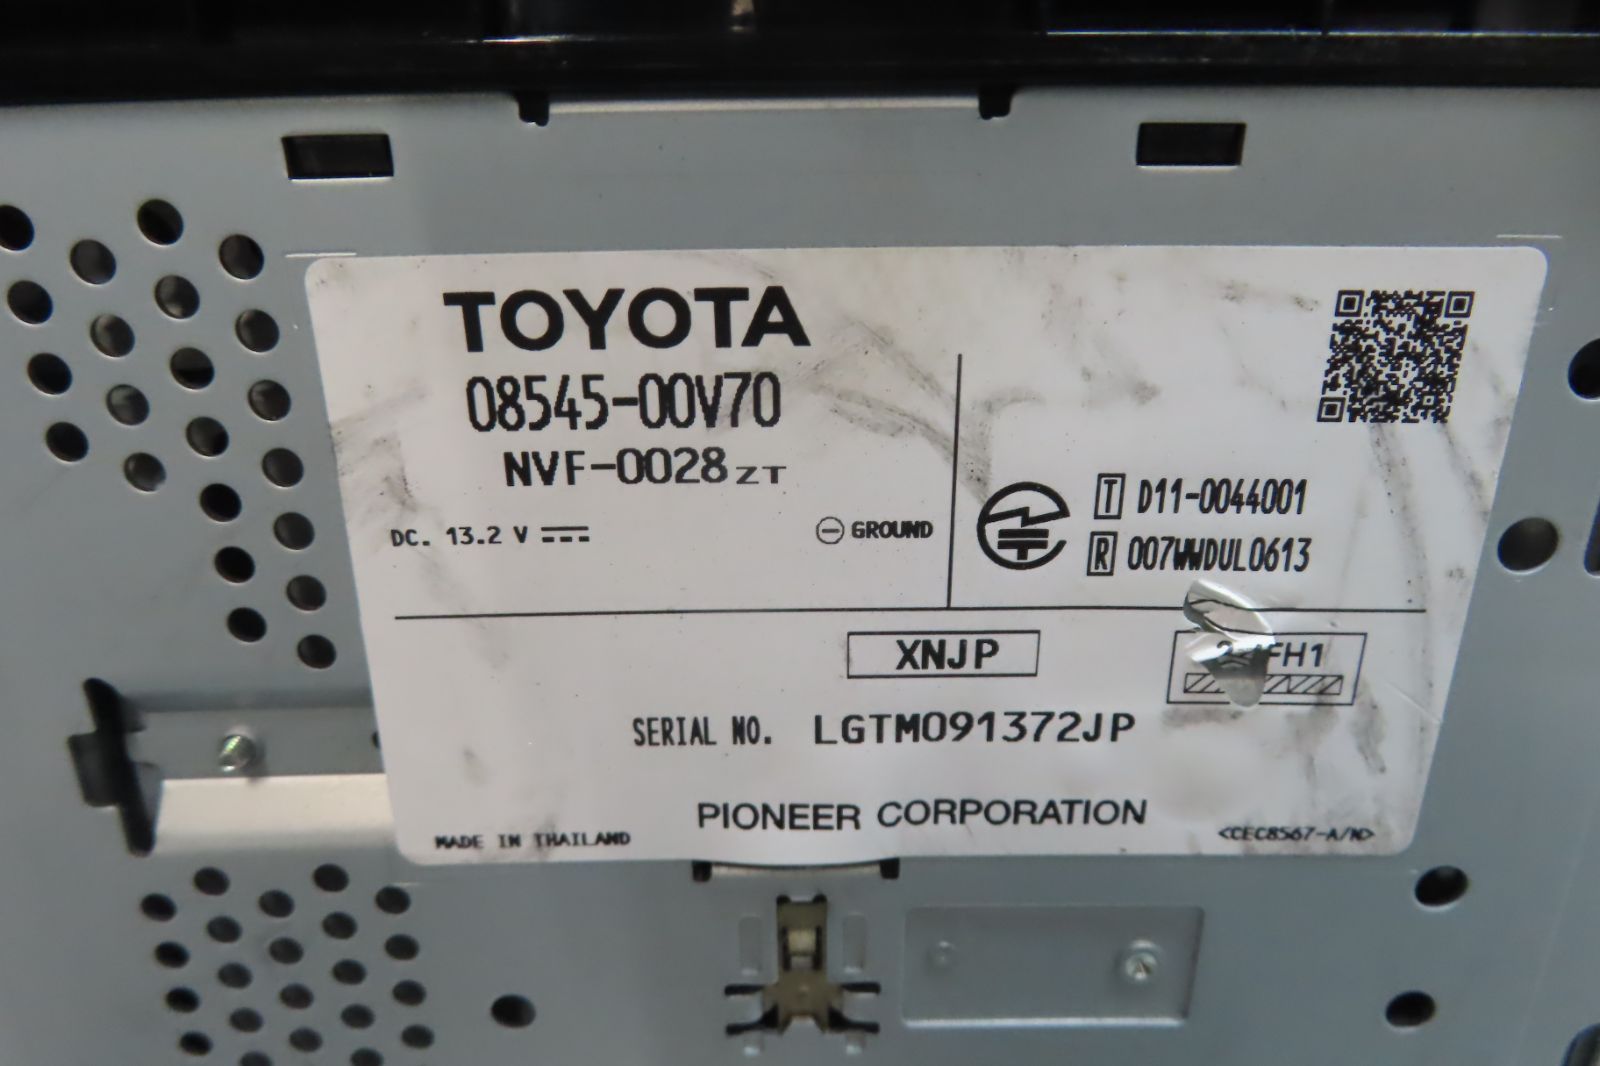 TOYOTA
08545-00V70
NVF-0028ZT
DC. 13.2 V
GROUND
T D11-0044001
R 007WWDUL0613
XNJP
FH1
SERIAL NO. LGTM091372JP
PIONEER CORPORATION
MADE IN THAILAND
<CEC8567-A/N>